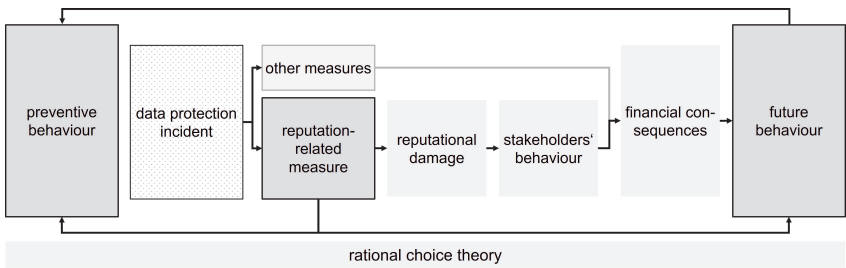 preventive
behaviour
data protection
incident
other measures
reputation-
related
measure
reputational
damage
stakeholders‘
behaviour
financial con-
sequences
future
behaviour
rational choice theory